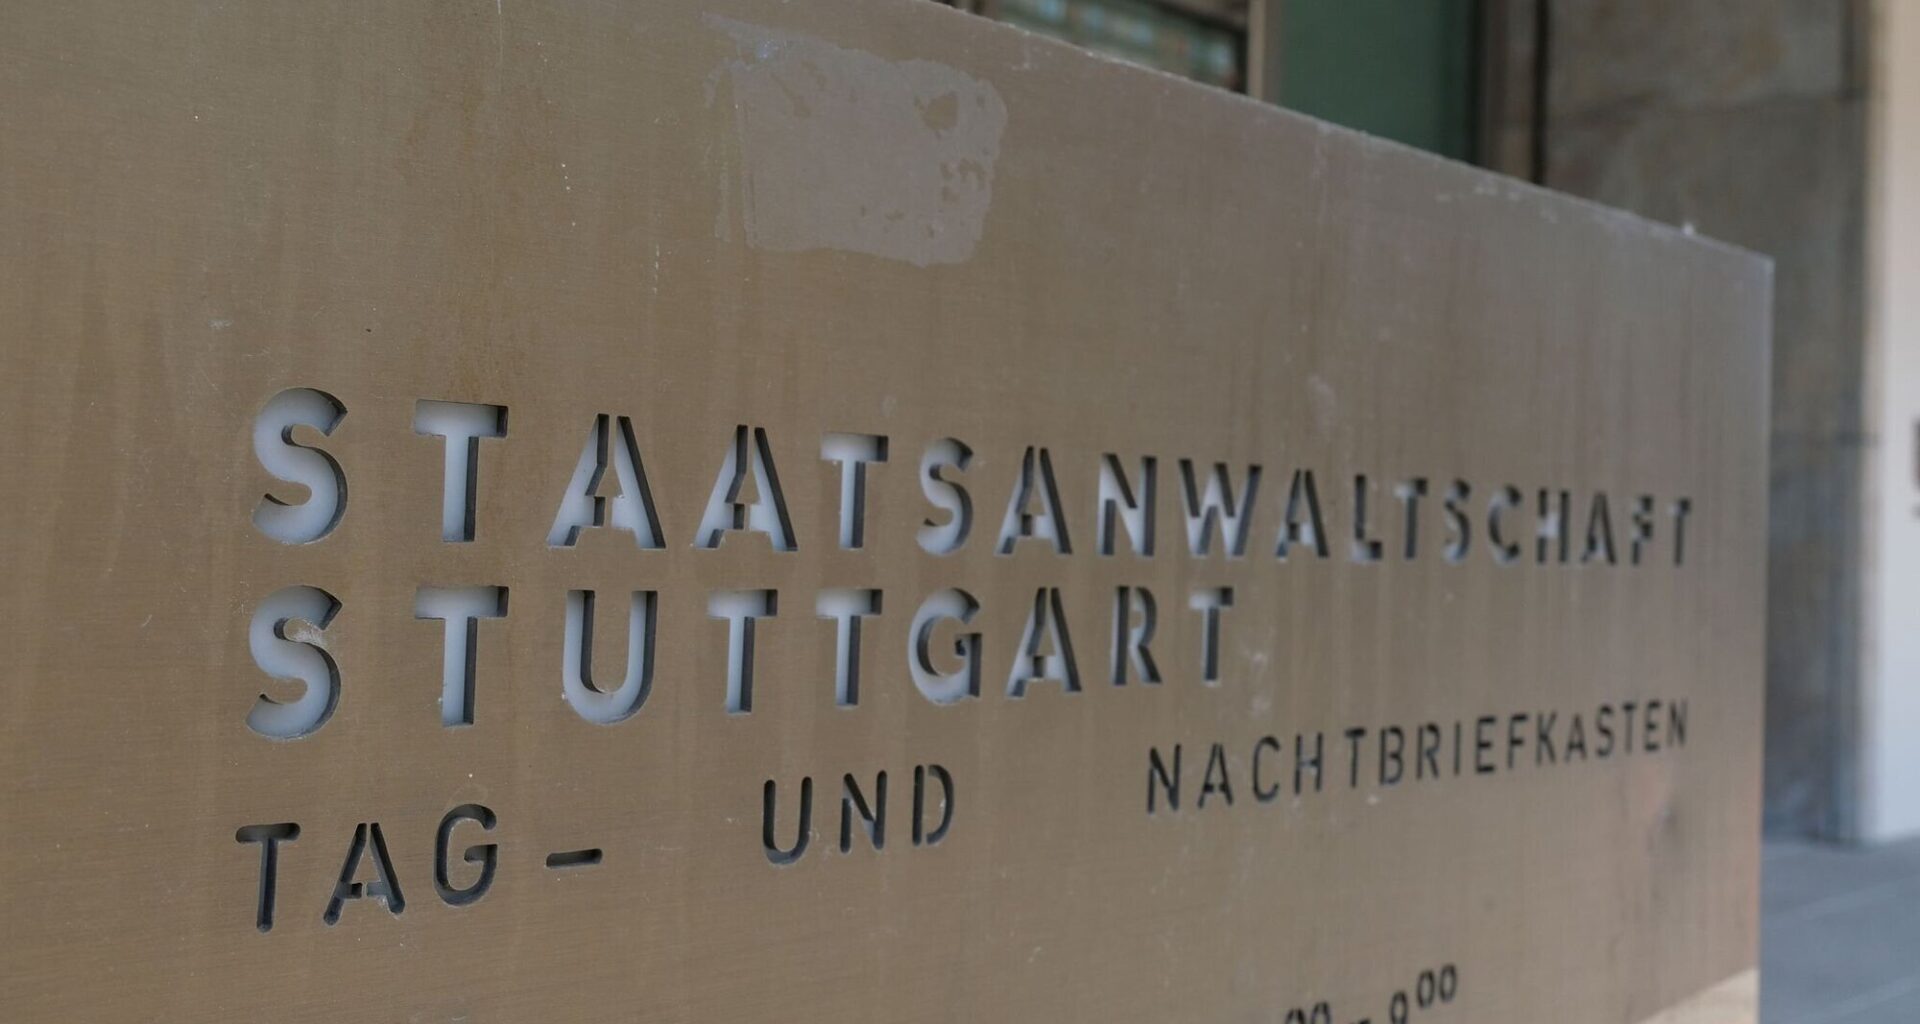 STAATSANWALTSCHAFT
STUTTGART
TAG- UND NACHTBRIEFKASTEN